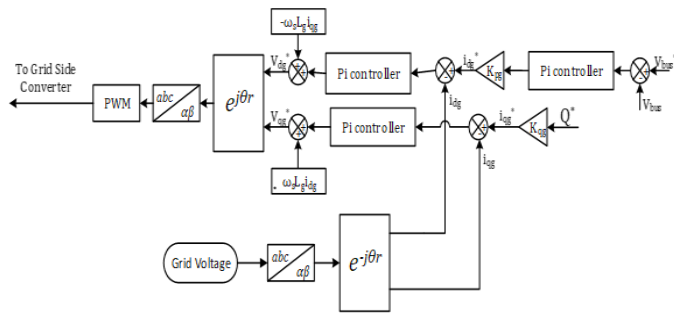 -ωₛLgiqg
To Grid Side
Converter
PWM
abc
αβ
e^jθr
Vdg*
Pi controller
idg*
Kpg
Pi controller
Vbus*
Vbus
idg
Vqg*
Pi controller
iqg*
Kqg
Q*
iqg
ωₛLgidg
Grid Voltage
abc
αβ
e^-jθr